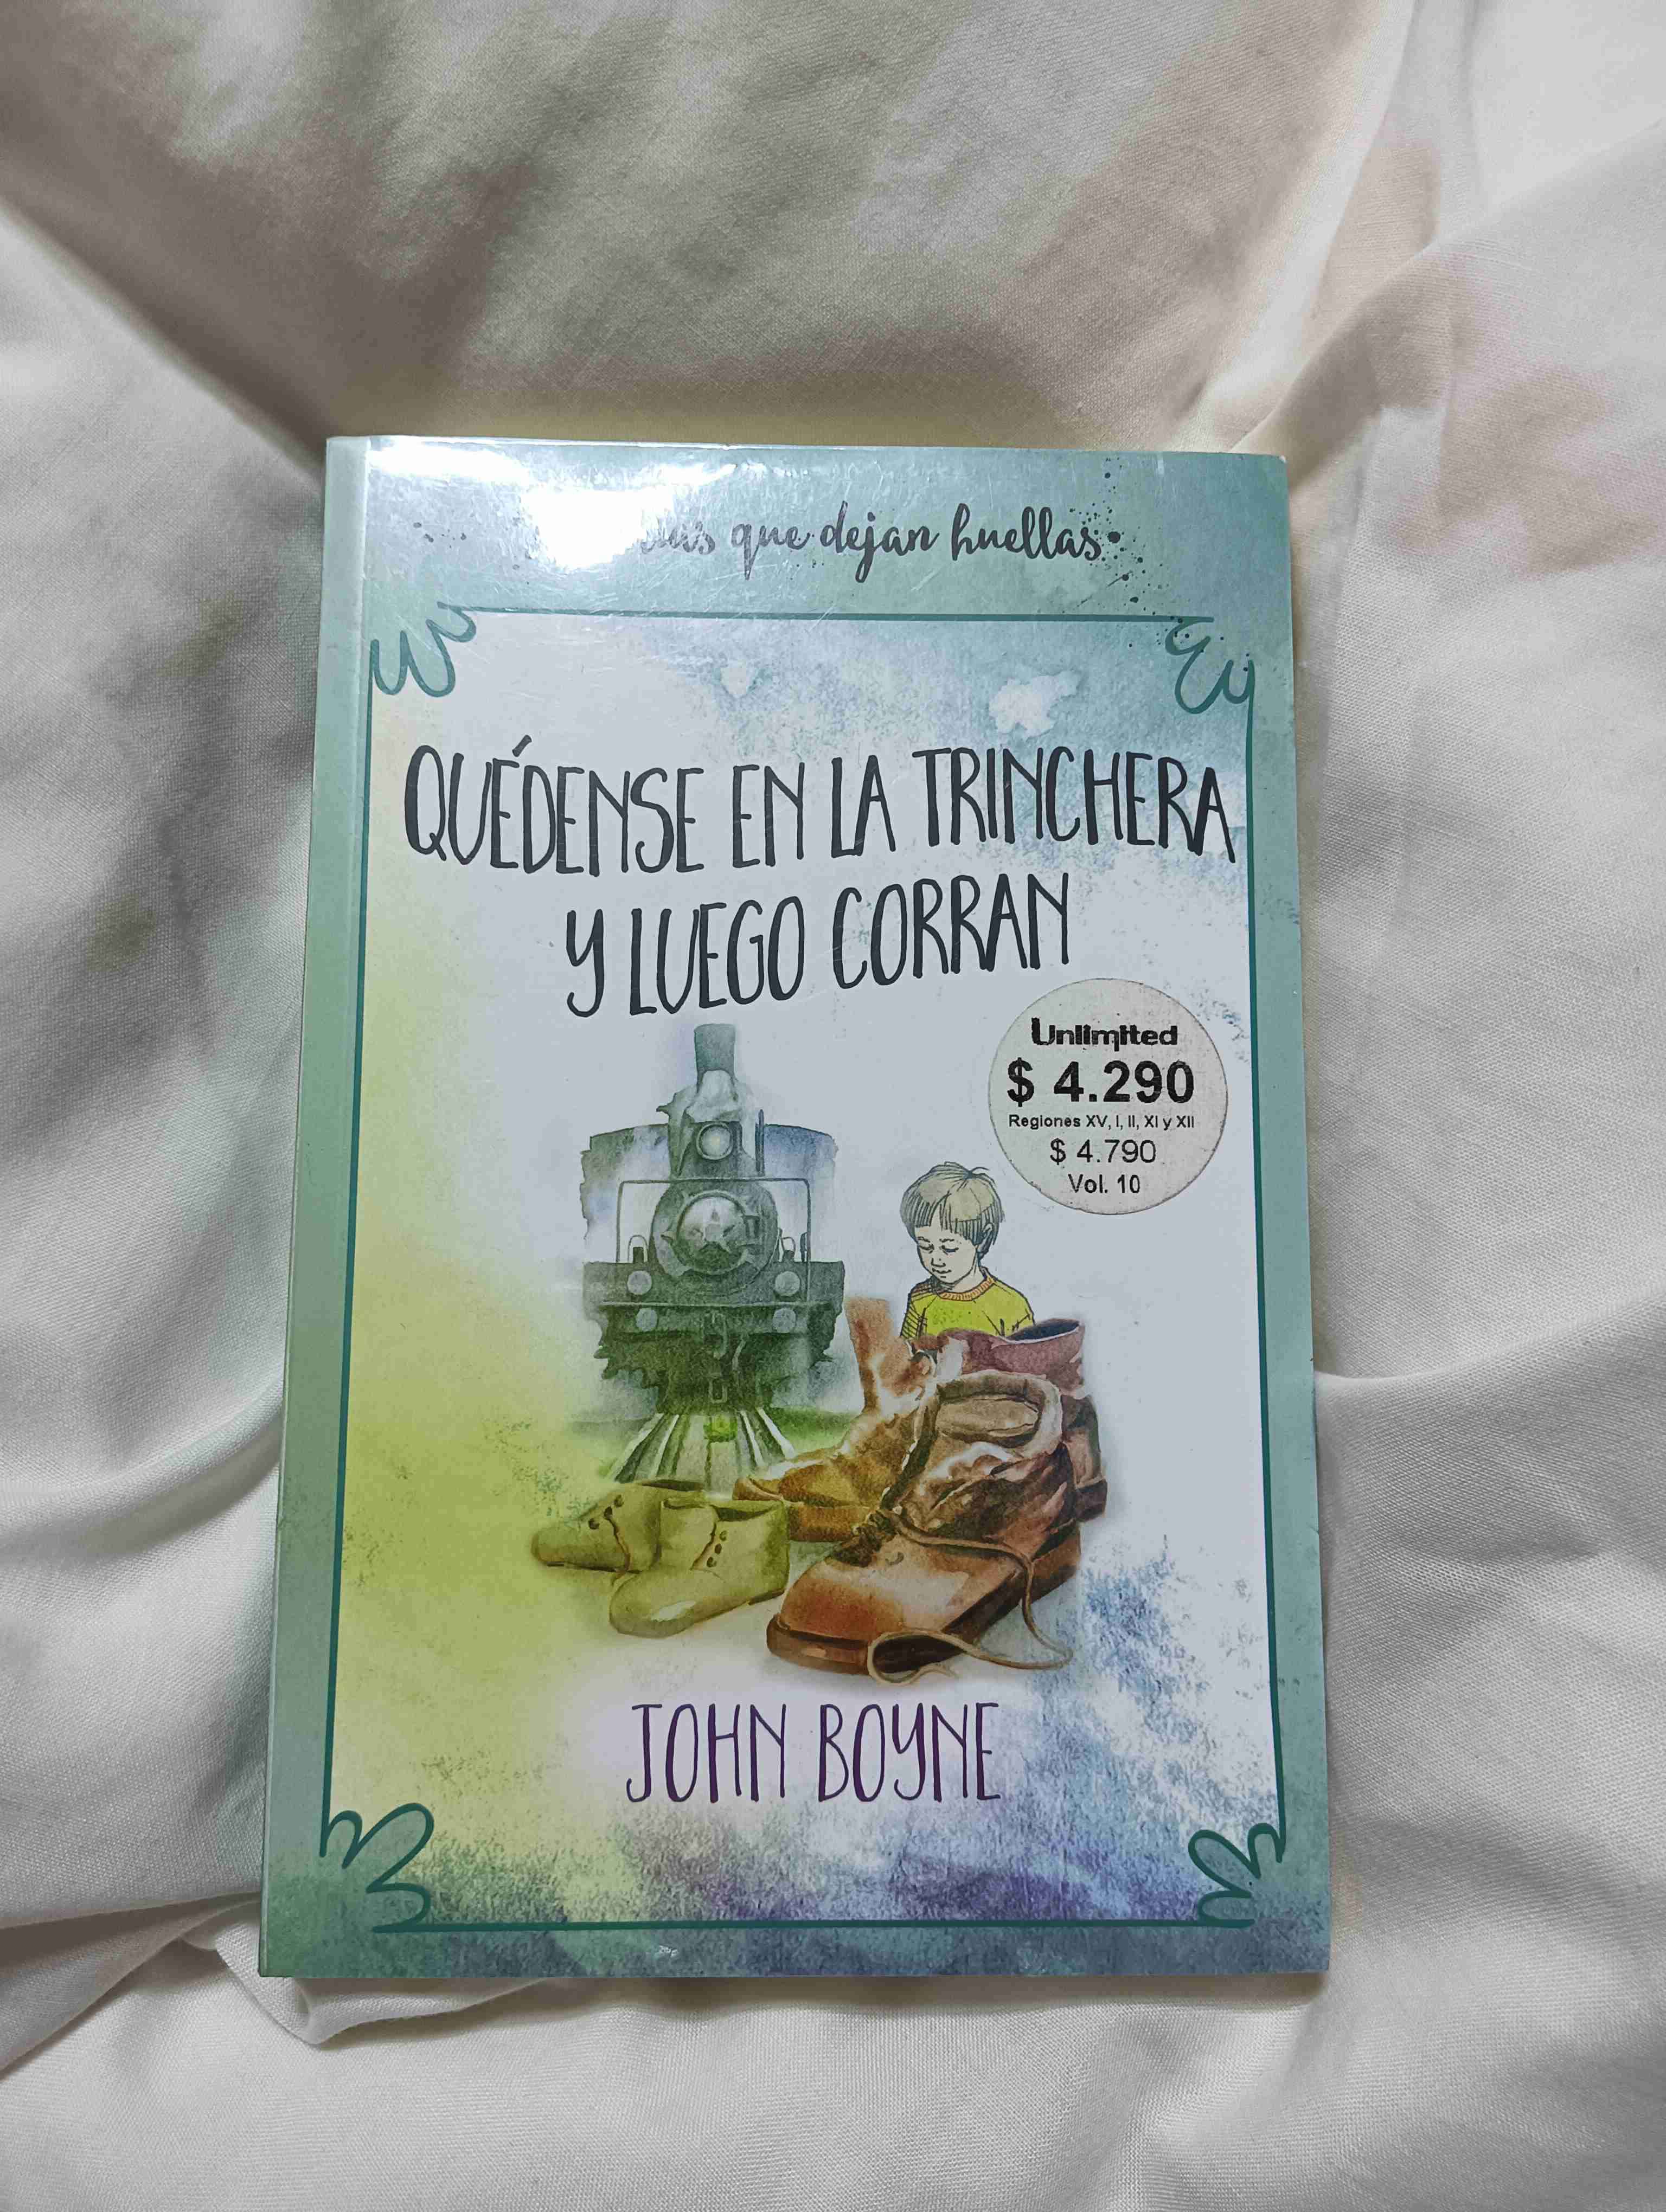 que dejan huellas
QUÉDENSE EN LA TRINCHERA
Y LUEGO CORRAN
Unlimited
$ 4.290
Regiones XV, I, II, XI y XII
$ 4.790
Vol. 10
JOHN BOYNE